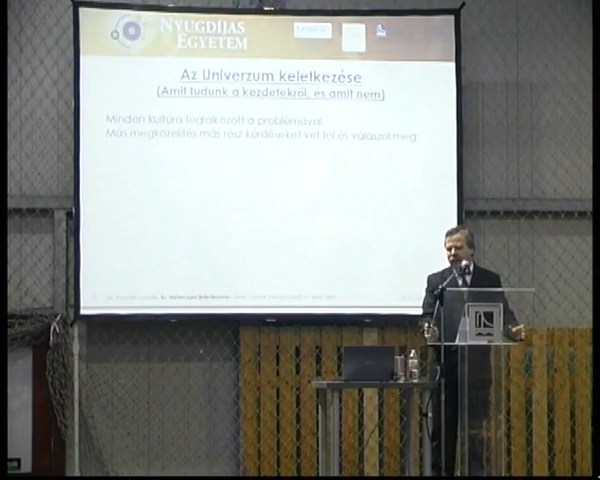 NYUGDÍJAS
EGYETEM
Az Univerzum keletkezése
(Amit tudunk a kezdetekről, és amit nem)
Minden kultúra foglalkozott a problémával
Más megközelítés más rész kérdéseket vet fel és válaszol meg: